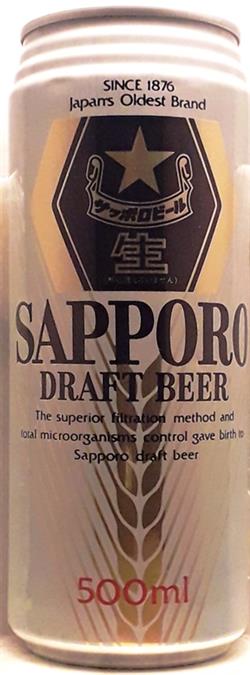 SINCE 1876
Japan's Oldest Brand
サッポロビール
生
SAPPORO
DRAFT BEER
The superior filtration method and
total microorganisms control gave birth to
Sapporo draft beer
500ml